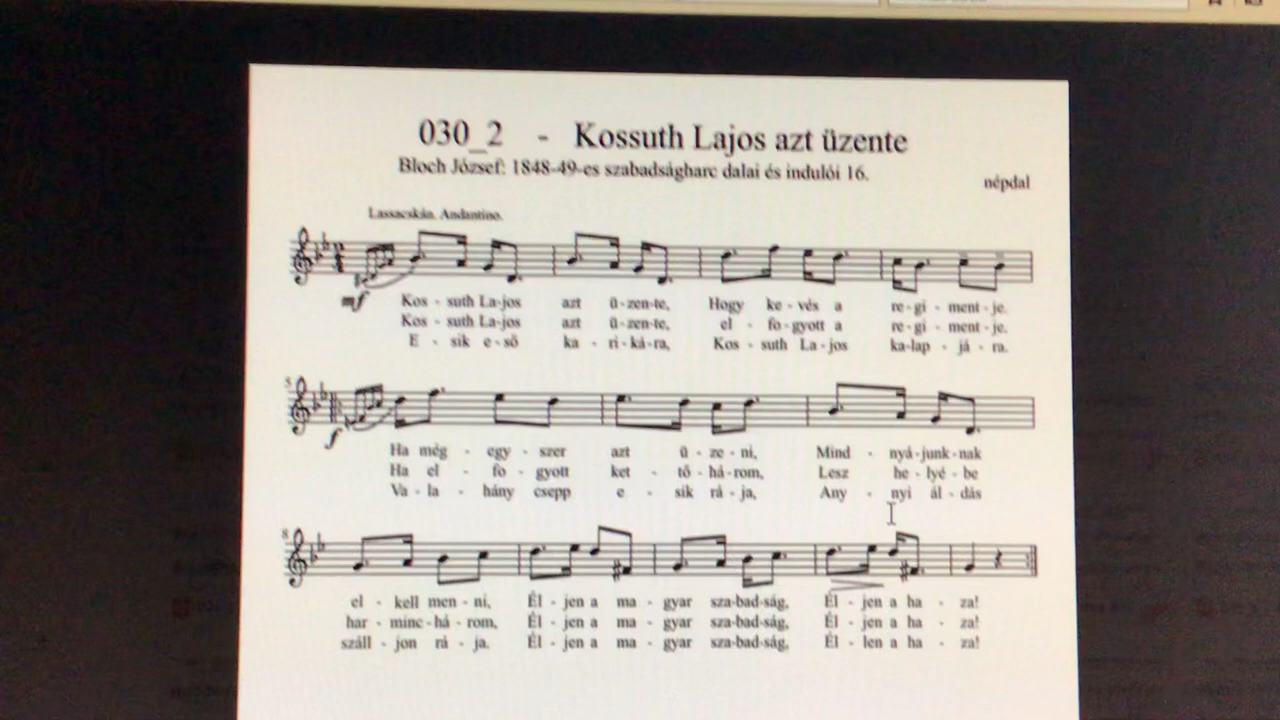 030_2 - Kossuth Lajos azt üzente
Bloch József: 1848-49-es szabadságharc dalai és indulói 16.
népdal
Lassacskán. Andantino.
mf
Kos - suth La-jos azt ü-zen-te, Hogy ke-vés a re-gi-ment-je.
Kos - suth La-jos azt ü-zen-te, el - fo-gyott a re-gi-ment-je.
E - sik e-ső ka - ri-ká-ra, Kos - suth La-jos ka-lap - já - ra.
5
f
Ha még - egy - szer azt ü - ze - ni, Mind - nyá-junk-nak
Ha el - fo - gyott ket - tő-há-rom, Lesz he - lyé - be
Va - la - hány csepp e - sik rá - ja, Any - nyi ál - dás
8
el - kell men - ni, Él - jen a ma - gyar sza-bad-ság, Él - jen a ha - za!
har - minc-há-rom, Él - jen a ma - gyar sza-bad-ság, Él - jen a ha - za!
száll - jon rá - ja. Él - jen a ma - gyar sza-bad-ság, Él - len a ha - za!